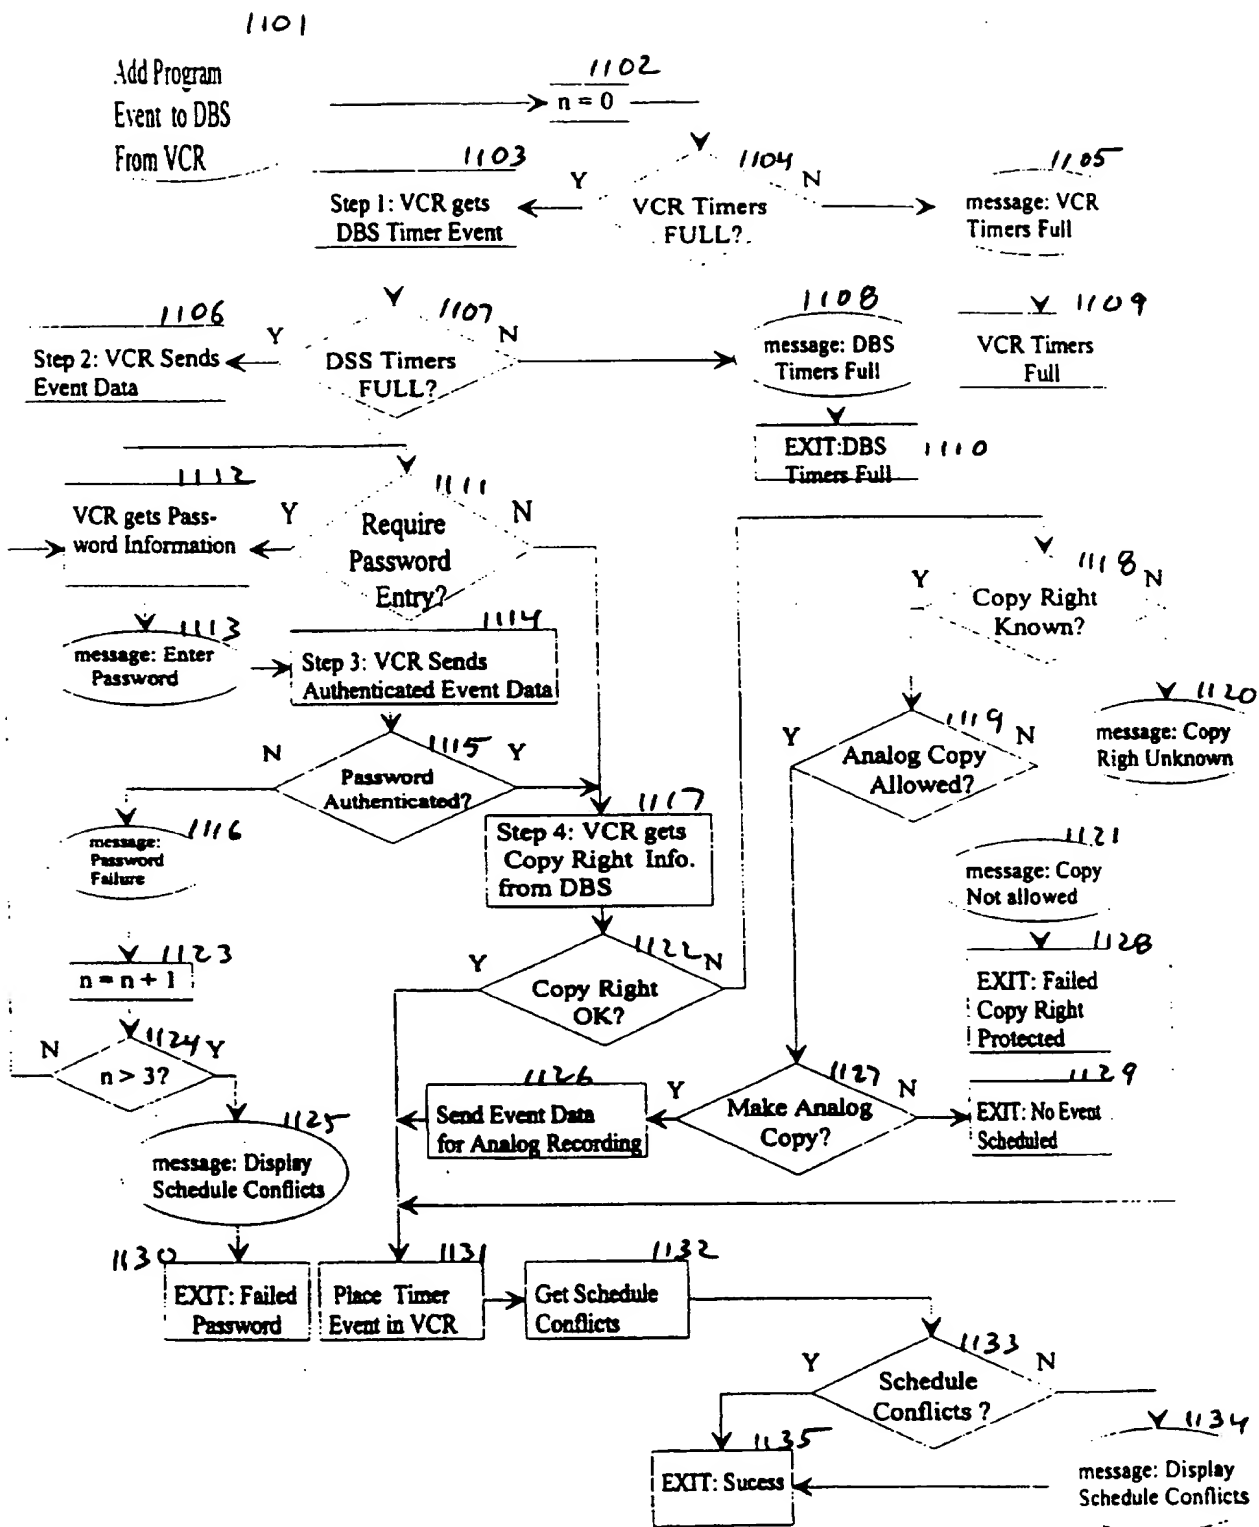 1101
Add Program
Event to DBS
From VCR
1102
n = 0
1103
Step 1: VCR gets
DBS Timer Event
Y
1104
N
VCR Timers
FULL?
1105
message: VCR
Timers Full
1106
Step 2: VCR Sends
Event Data
Y
1107
N
DSS Timers
FULL?
1108
message: DBS
Timers Full
1109
VCR Timers
Full
EXIT:DBS
Timers Full
1110
1112
VCR gets Pass-
word Information
Y
1111
N
Require
Password
Entry?
1113
message: Enter
Password
1114
Step 3: VCR Sends
Authenticated Event Data
Y
1118
N
Copy Right
Known?
N
1115
Y
Password
Authenticated?
Y
1119
N
Analog Copy
Allowed?
1120
message: Copy
Righ Unknown
1116
message:
Password
Failure
1117
Step 4: VCR gets
Copy Right Info.
from DBS
1121
message: Copy
Not allowed
1123
n = n + 1
Y
1122
N
Copy Right
OK?
1128
EXIT: Failed
Copy Right
Protected
N
1124
Y
n > 3?
1126
Send Event Data
for Analog Recording
Y
1127
N
Make Analog
Copy?
1129
EXIT: No Event
Scheduled
1125
message: Display
Schedule Conflicts
1130
EXIT: Failed
Password
1131
Place Timer
Event in VCR
1132
Get Schedule
Conflicts
Y
1133
N
Schedule
Conflicts ?
1135
EXIT: Sucess
1134
message: Display
Schedule Conflicts